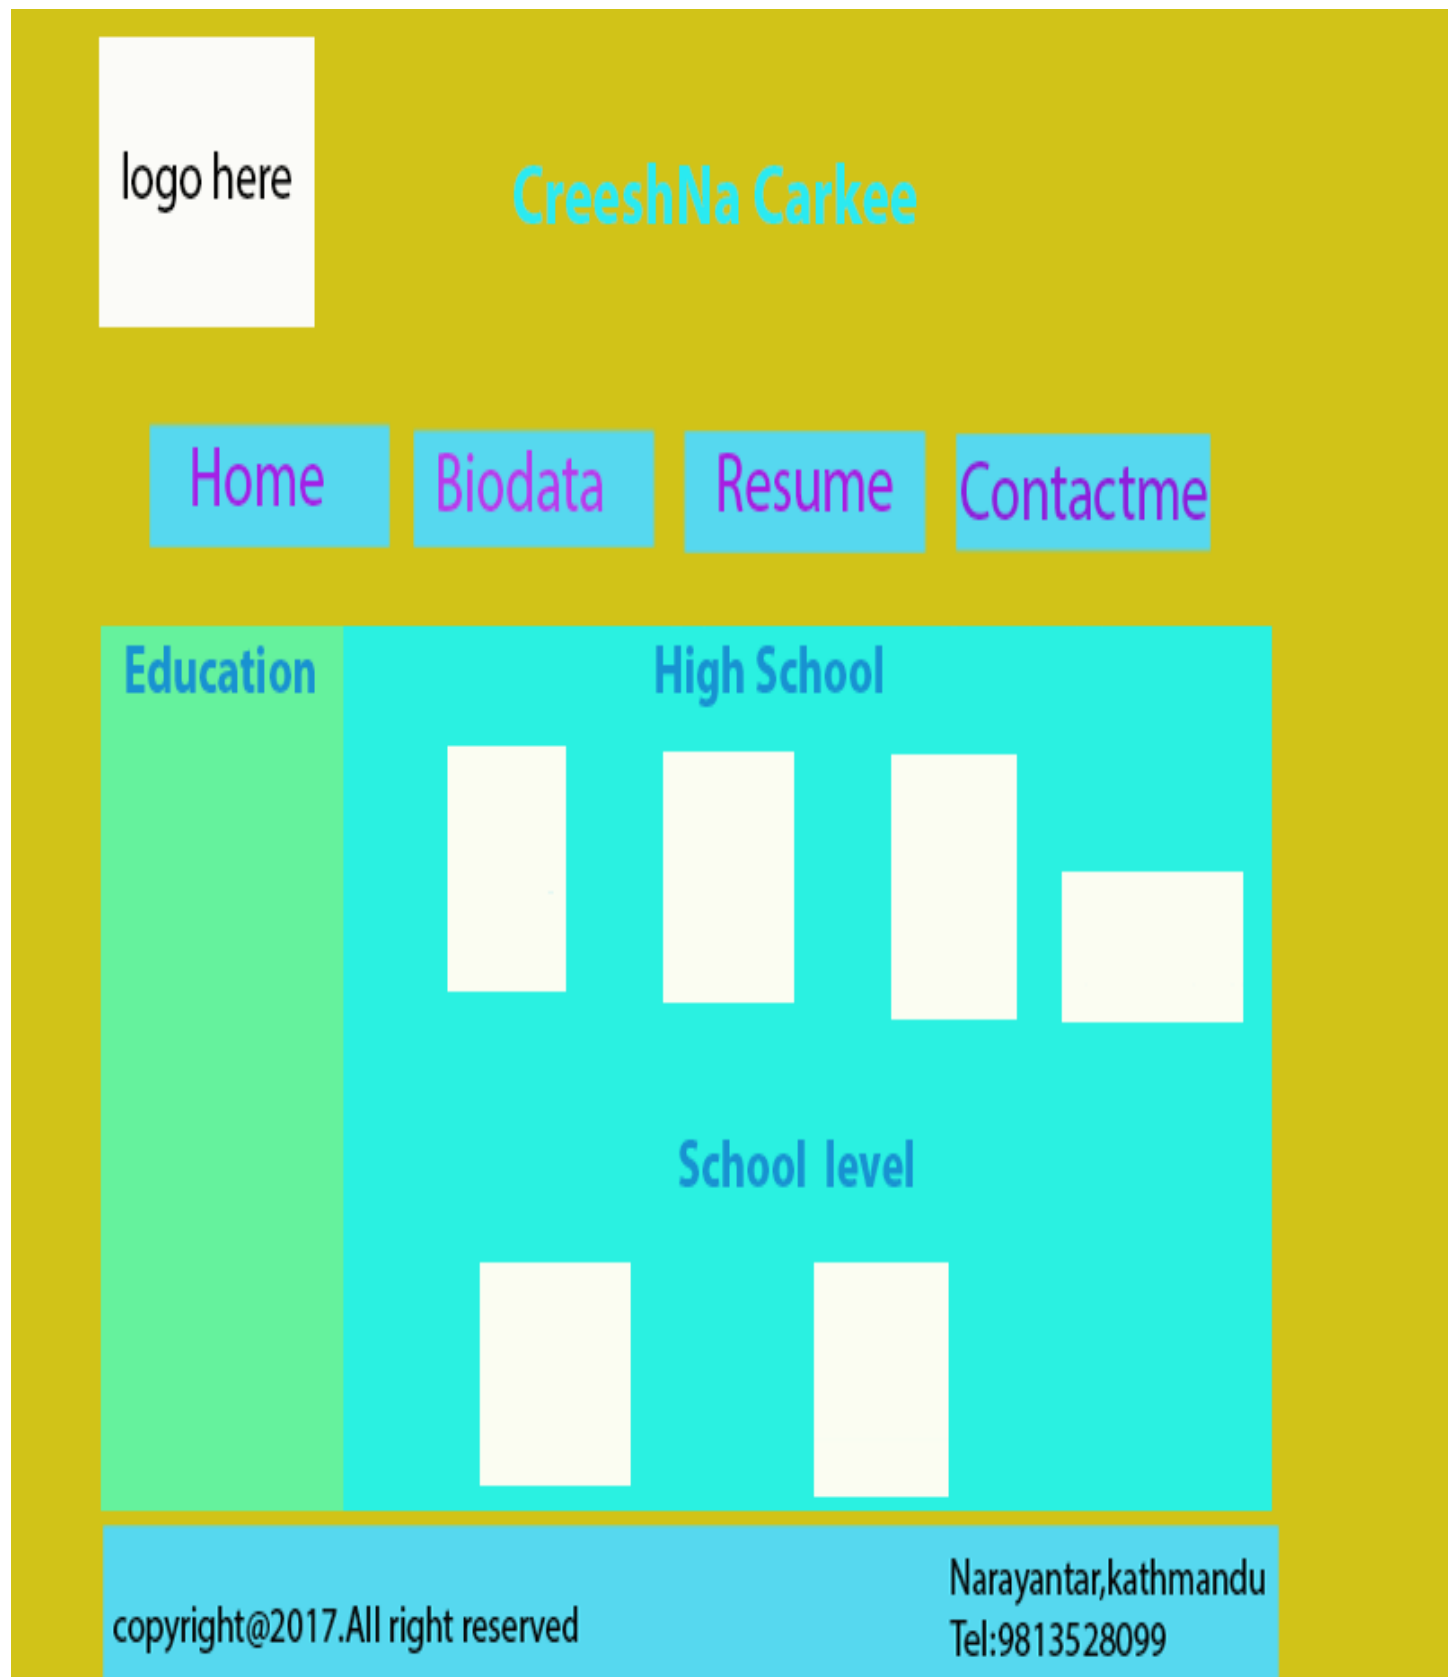 logo here
CreeshNa Carkee
Home
Biodata
Resume
Contactme
Education
High School
School level
copyright@2017.All right reserved
Narayantar,kathmandu
Tel:9813528099